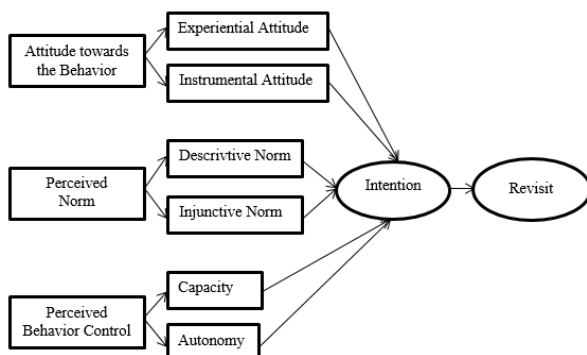 Attitude towards
the Behavior
Experiential Attitude
Instrumental Attitude
Perceived
Norm
Descrivtive Norm
Injunctive Norm
Perceived
Behavior Control
Capacity
Autonomy
Intention
Revisit